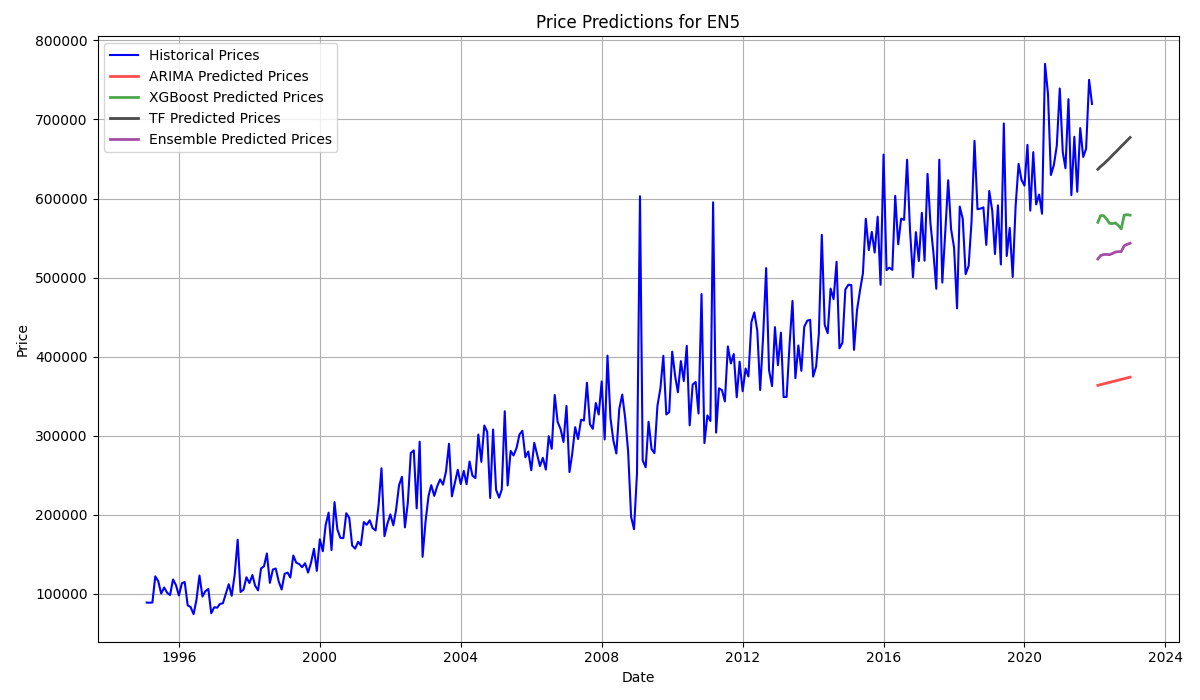 Price Predictions for EN5
800000
700000
600000
500000
400000
300000
200000
100000
Price
Historical Prices
ARIMA Predicted Prices
XGBoost Predicted Prices
TF Predicted Prices
Ensemble Predicted Prices
1996 2000 2004 2008 2012 2016 2020 2024
Date